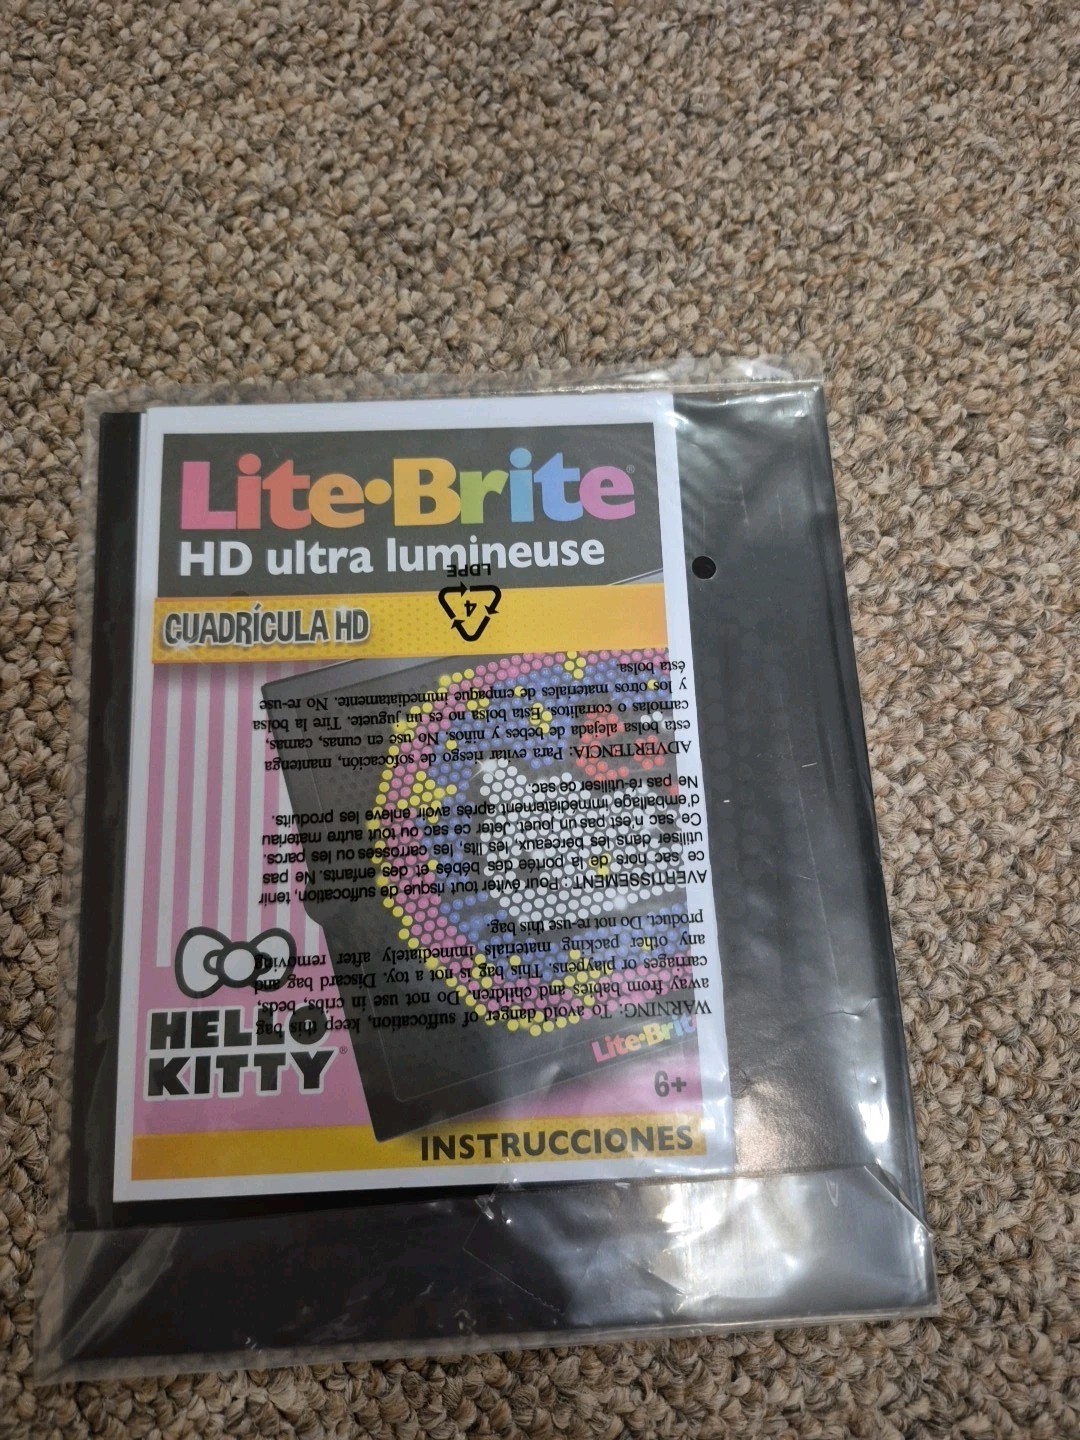 Lite•Brite®
HD ultra lumineuse
CUADRÍCULA HD
HELLO
KITTY®
Lite•Brit
6+
INSTRUCCIONES
WARNING: To avoid danger of suffocation, keep this bag
away from babies and children. Do not use in cribs, beds,
carriages or playpens. This bag is not a toy. Discard bag and
any other packing materials immediately after removing
product. Do not re-use this bag.
AVERTISSEMENT : Pour éviter tout risque de suffocation, tenir
ce sac hors de la portée des bébés et des enfants. Ne pas
utiliser dans les berceaux, les lits, les carrosses ou les parcs.
Ce sac n'est pas un jouet. Jeter ce sac ou tout autre materiau
d'emballage immédiatement après avoir enlevé les produits.
Ne pas ré-utiliser ce sac.
ADVERTENCIA: Para evitar riesgo de sofocación, mantenga
esta bolsa alejada de bebes y niños. No use en cunas, camas,
carriolas o corralitos. Esta bolsa no es un juguete. Tire la bolsa
y los otros materiales de empaque immediatamente. No re-use
ésta bolsa.
4
LDPE